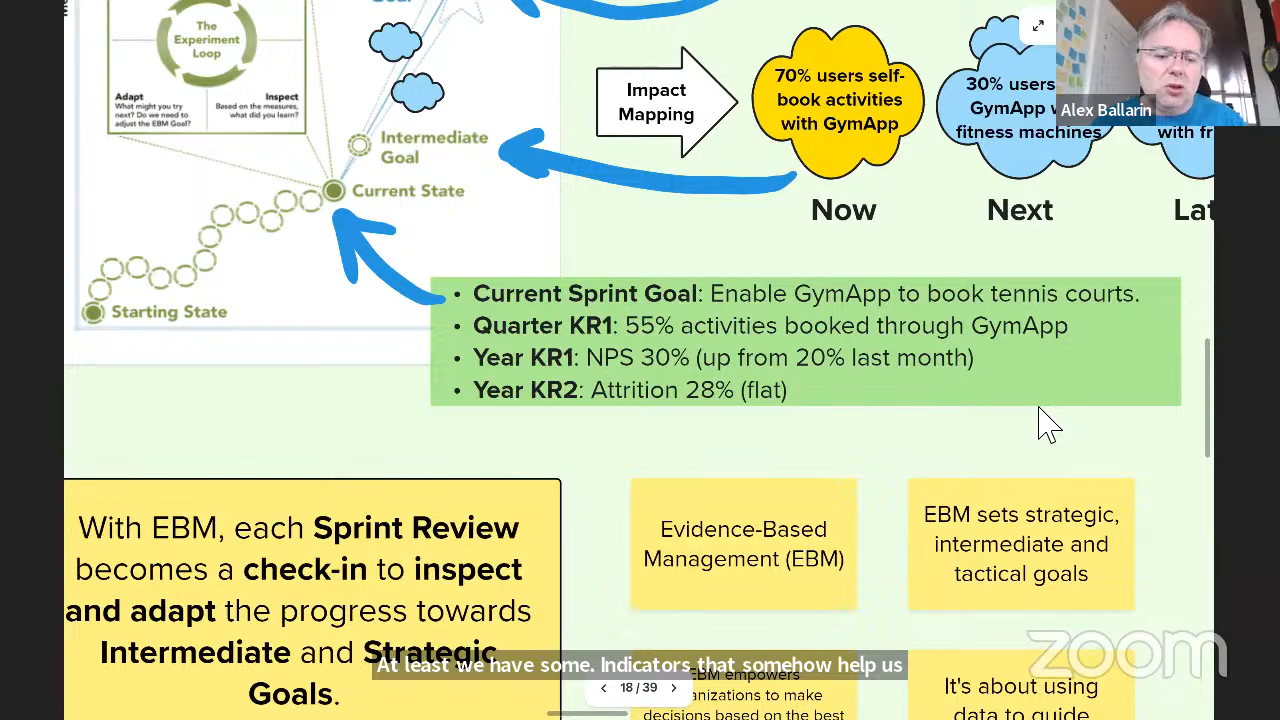 Goal
The
Experiment
Loop
Adapt
What might you try
next? Do we need to
adjust the EBM Goal?
Inspect
Based on the measures,
what did you learn?
Intermediate
Goal
Current State
Starting State
Impact
Mapping
70% users self-
book activities
with GymApp
30% users
GymApp w
fitness machines
with fr
Alex Ballarin
Now
Next
Lat
• Current Sprint Goal: Enable GymApp to book tennis courts.
• Quarter KR1: 55% activities booked through GymApp
• Year KR1: NPS 30% (up from 20% last month)
• Year KR2: Attrition 28% (flat)
With EBM, each Sprint Review
becomes a check-in to inspect
and adapt the progress towards
Intermediate and Strategic
Goals.
Evidence-Based
Management (EBM)
EBM sets strategic,
intermediate and
tactical goals
EBM empowers
anizations to make
decisions based on the best
It's about using
data to guide
At least we have some. Indicators that somehow help us
18 / 39
zoom